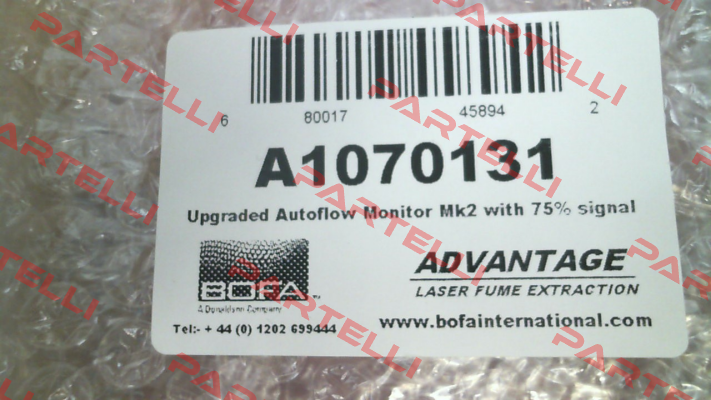 6 80017 45894 2
A1070131
Upgraded Autoflow Monitor Mk2 with 75% signal
BOFA™
A Donaldson Company
ADVANTAGE
LASER FUME EXTRACTION
Tel:- + 44 (0) 1202 699444
www.bofainternational.com
PARTELLI
PARTELLI
PARTELLI
PARTELLI
PARTELLI
PARTELLI
PARTELLI
PARTELLI